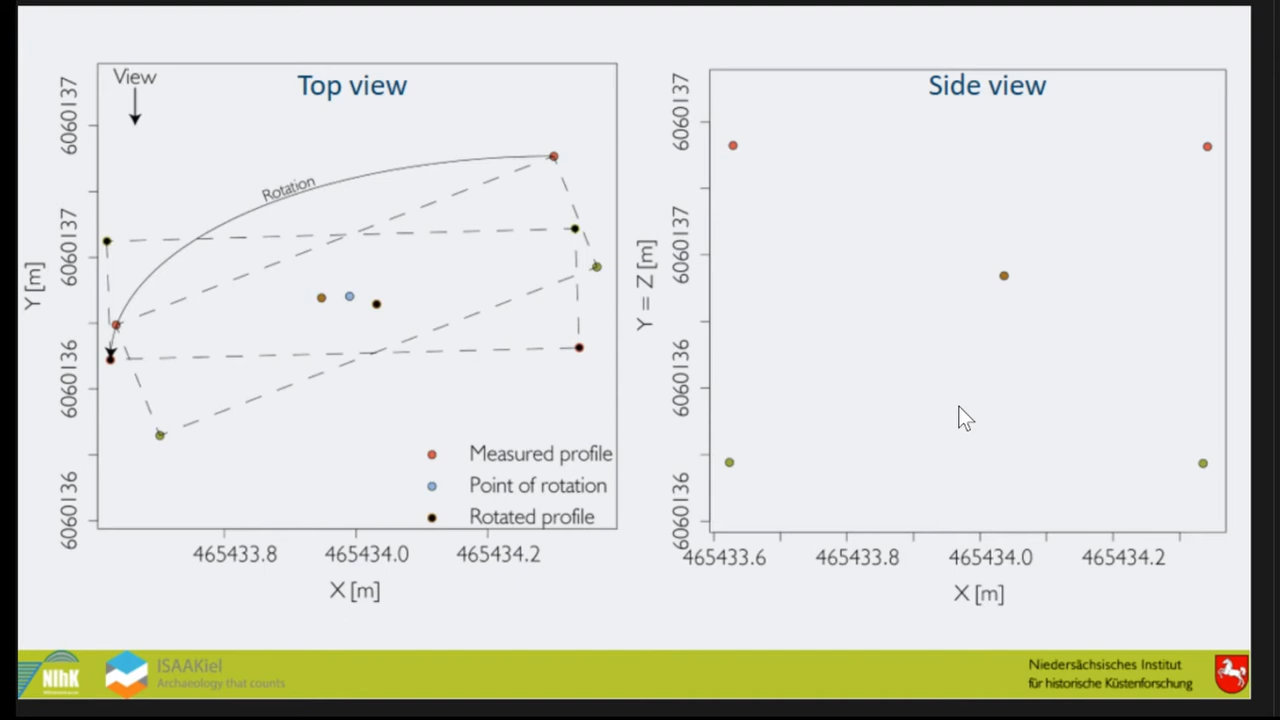 View
Top view
Rotation
6060137
6060137
6060136
6060136
Y [m]
Measured profile
Point of rotation
Rotated profile
465433.8
465434.0
465434.2
X [m]
Side view
6060137
6060137
6060136
6060136
Y = Z [m]
465433.6
465433.8
465434.0
465434.2
X [m]
NIhK
ISAAKiel
Archaeology that counts
Niedersächsisches Institut
für historische Küstenforschung